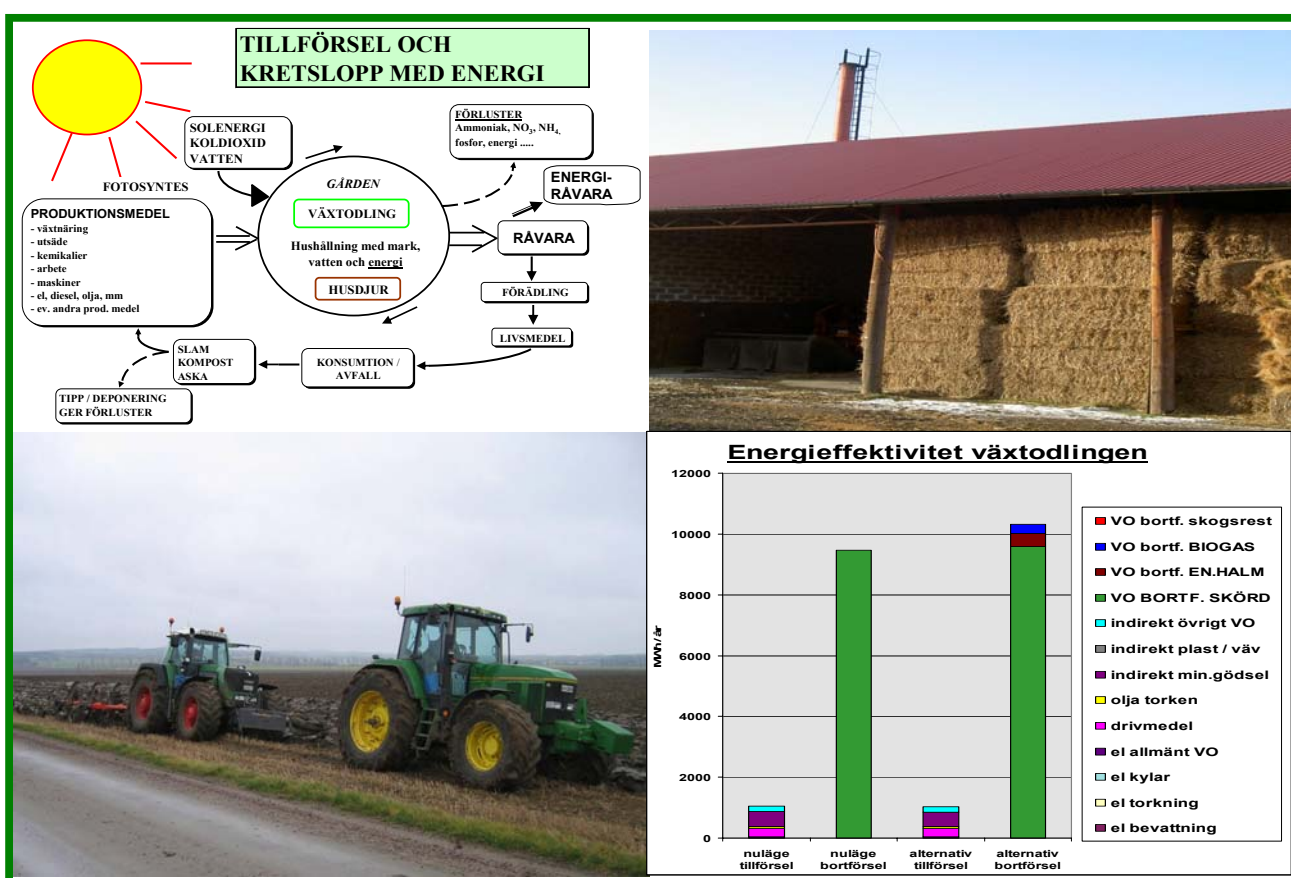 TILLFÖRSEL OCH
KRETSLOPP MED ENERGI
SOLENERGI
KOLDIOXID
VATTEN
FÖRLUSTER
Ammoniak, NO3, NH4,
fosfor, energi .....
FOTOSYNTES
GÅRDEN
VÄXTODLING
Hushållning med mark,
vatten och energi
HUSDJUR
ENERGI-
RÅVARA
PRODUKTIONSMEDEL
- växtnäring
- utsäde
- kemikalier
- arbete
- maskiner
- el, diesel, olja, mm
- ev. andra prod. medel
RÅVARA
FÖRÄDLING
LIVSMEDEL
KONSUMTION /
AVFALL
SLAM
KOMPOST
ASKA
TIPP / DEPONERING
GER FÖRLUSTER
Energieffektivitet växtodlingen
12000
10000
8000
6000
4000
2000
0
MWh/år
nuläge
tillförsel
nuläge
bortförsel
alternativ
tillförsel
alternativ
bortförsel
VO bortf. skogsrest
VO bortf. BIOGAS
VO bortf. EN.HALM
VO BORTF. SKÖRD
indirekt övrigt VO
indirekt plast / väv
indirekt min.gödsel
olja torken
drivmedel
el allmänt VO
el kylar
el torkning
el bevattning